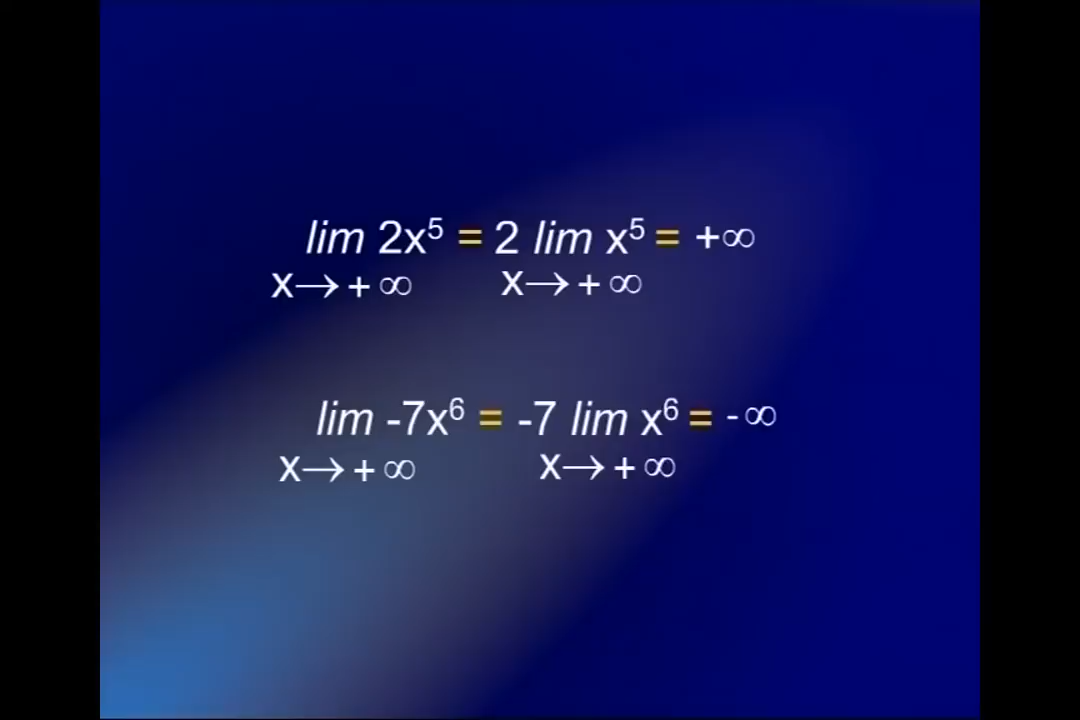 lim 2x⁵ = 2 lim x⁵ = +∞
x→ + ∞ x→ + ∞
lim -7x⁶ = -7 lim x⁶ = -∞
x→ + ∞ x→ + ∞